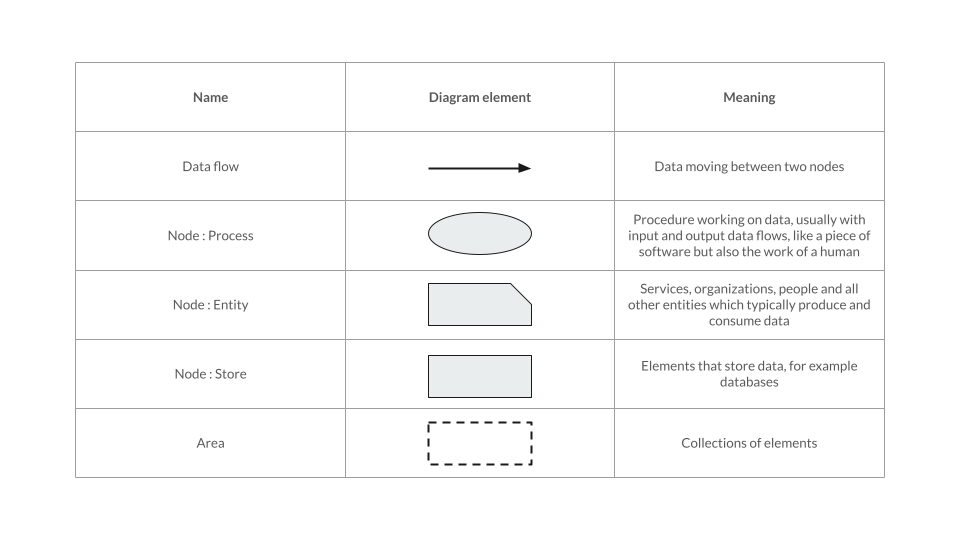 Name
Diagram element
Meaning
Data flow
Data moving between two nodes
Node : Process
Procedure working on data, usually with
input and output data flows, like a piece of
software but also the work of a human
Node : Entity
Services, organizations, people and all
other entities which typically produce and
consume data
Node : Store
Elements that store data, for example
databases
Area
Collections of elements